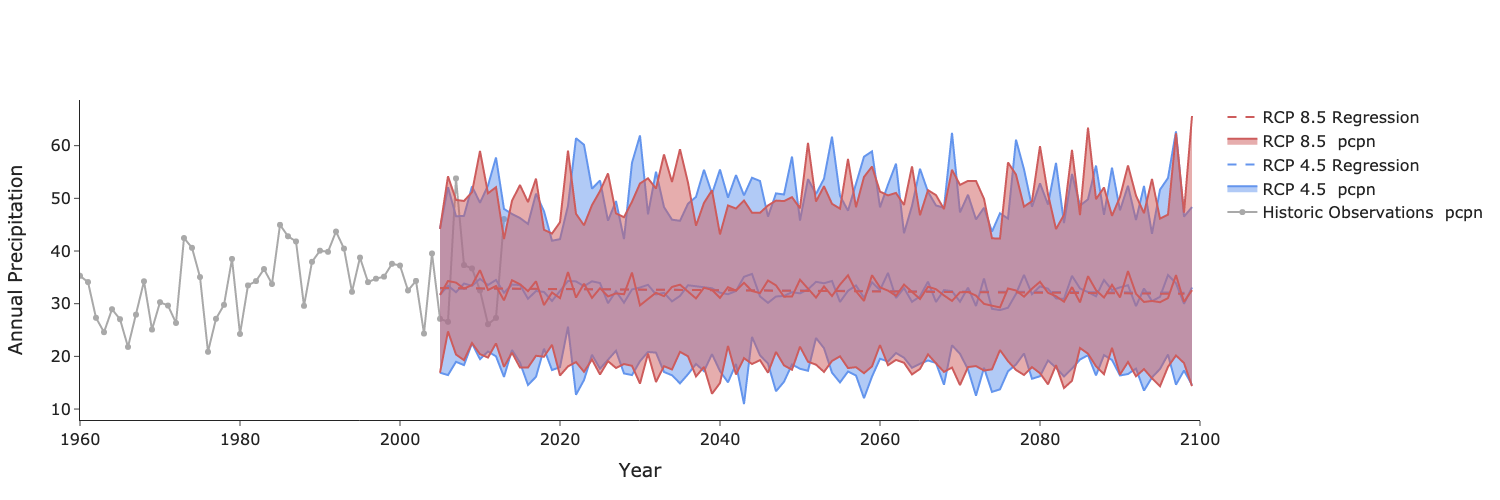 RCP 8.5 Regression
RCP 8.5 pcpn
RCP 4.5 Regression
RCP 4.5 pcpn
Historic Observations pcpn
Annual Precipitation
60
50
40
30
20
10
1960 1980 2000 2020 2040 2060 2080 2100
Year